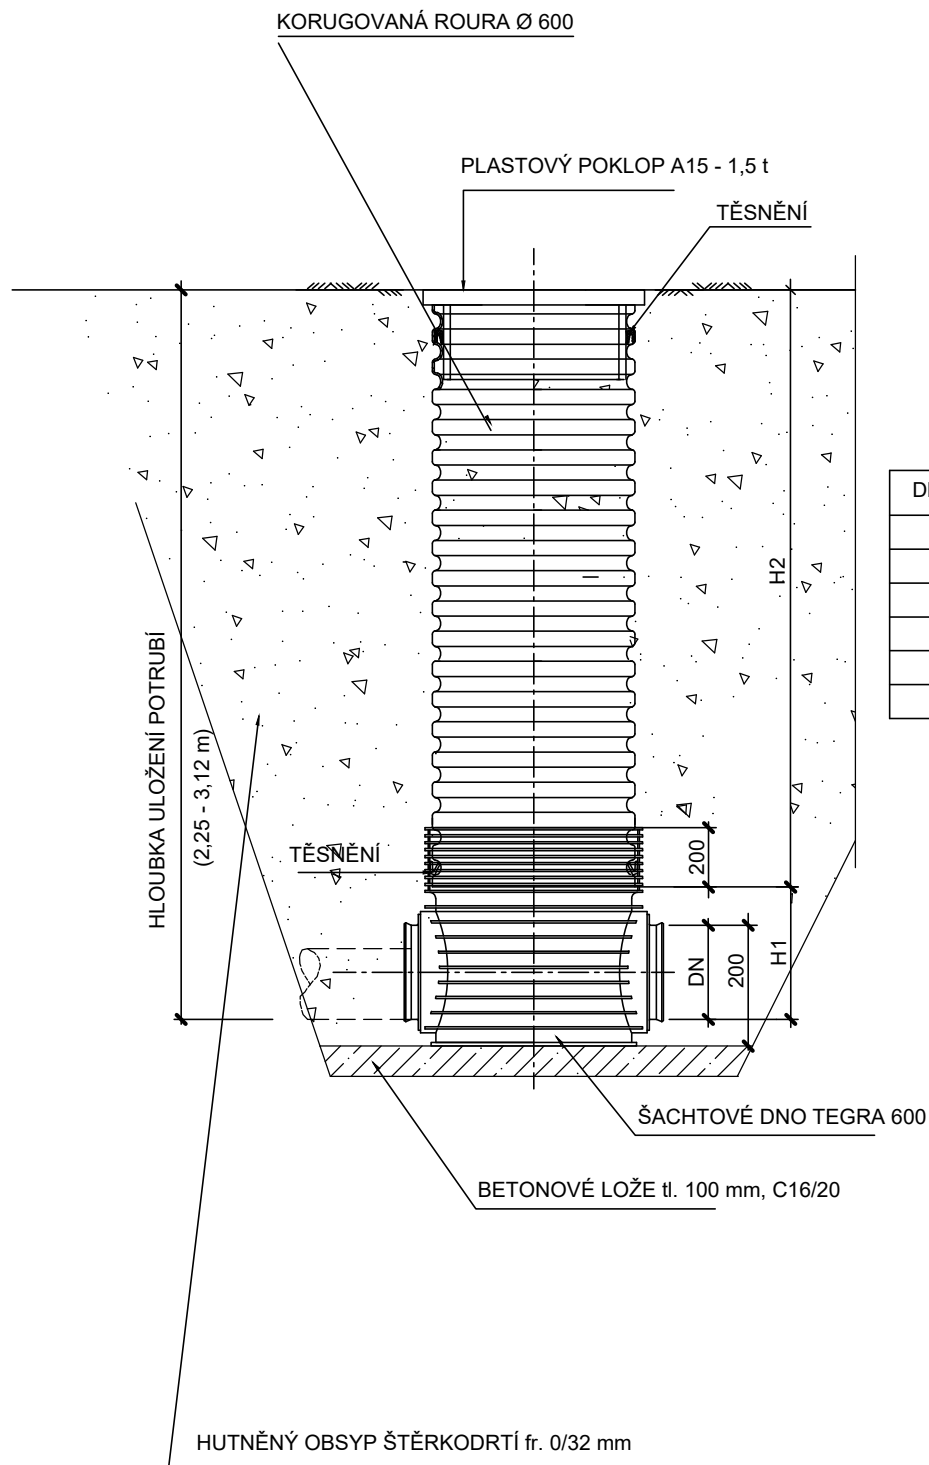 KORUGOVANÁ ROURA Ø 600
PLASTOVÝ POKLOP A15 - 1,5 t
TĚSNĚNÍ
H2
HLOUBKA ULOŽENÍ POTRUBÍ
(2,25 - 3,12 m)
TĚSNĚNÍ
200
DN
200
H1
ŠACHTOVÉ DNO TEGRA 600
BETONOVÉ LOŽE tl. 100 mm, C16/20
HUTNĚNÝ OBSYP ŠTĚRKODRTÍ fr. 0/32 mm